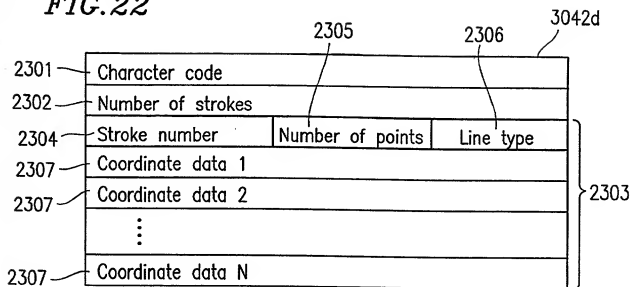 FIG.22
3042d
2305
2306
2301 Character code
2302 Number of strokes
2304 Stroke number Number of points Line type
2307 Coordinate data 1
2307 Coordinate data 2
2303
2307 Coordinate data N